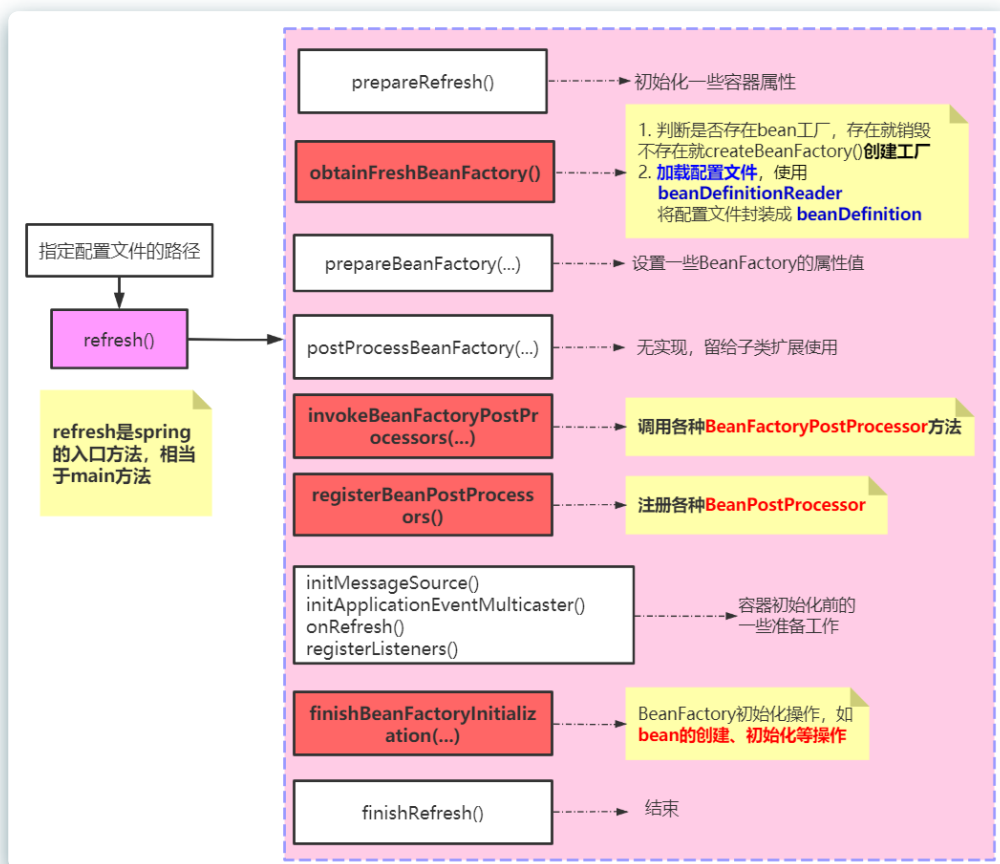 prepareRefresh()
初始化一些容器属性
obtainFreshBeanFactory()
1. 判断是否存在bean工厂，存在就销毁
不存在就createBeanFactory()创建工厂
2. 加载配置文件，使用
beanDefinitionReader
将配置文件封装成 beanDefinition
指定配置文件的路径
prepareBeanFactory(...)
设置一些BeanFactory的属性值
refresh()
postProcessBeanFactory(...)
无实现，留给子类扩展使用
refresh是spring
的入口方法，相当
于main方法
invokeBeanFactoryPostPr
ocessors(...)
调用各种BeanFactoryPostProcessor方法
registerBeanPostProcess
ors()
注册各种BeanPostProcessor
initMessageSource()
initApplicationEventMulticaster()
onRefresh()
registerListeners()
容器初始化前的
一些准备工作
finishBeanFactoryInitializ
ation(...)
BeanFactory初始化操作，如
bean的创建、初始化等操作
finishRefresh()
结束